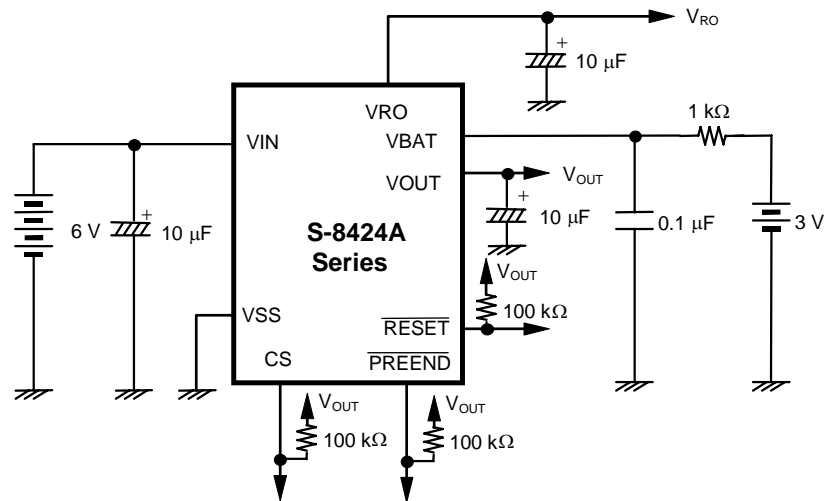 V_RO
+
10 μF
VRO
1 kΩ
VIN
VBAT
VOUT
V_OUT
+
10 μF
+
10 μF
6 V
S-8424A
Series
0.1 μF
3 V
V_OUT
100 kΩ
VSS
RESET
CS
PREEND
V_OUT
100 kΩ
V_OUT
100 kΩ